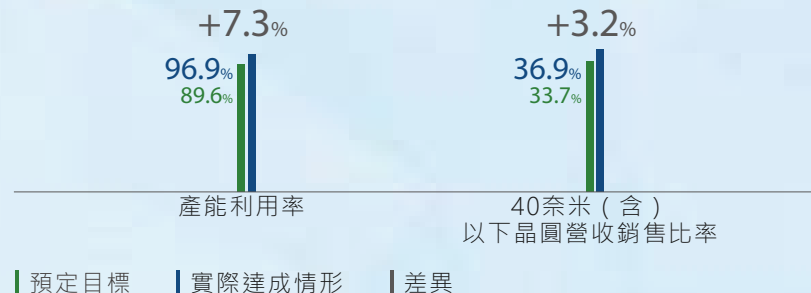 +7.3%
96.9%
89.6%
產能利用率
+3.2%
36.9%
33.7%
40奈米（含）
以下晶圓營收銷售比率
預定目標
實際達成情形
差異